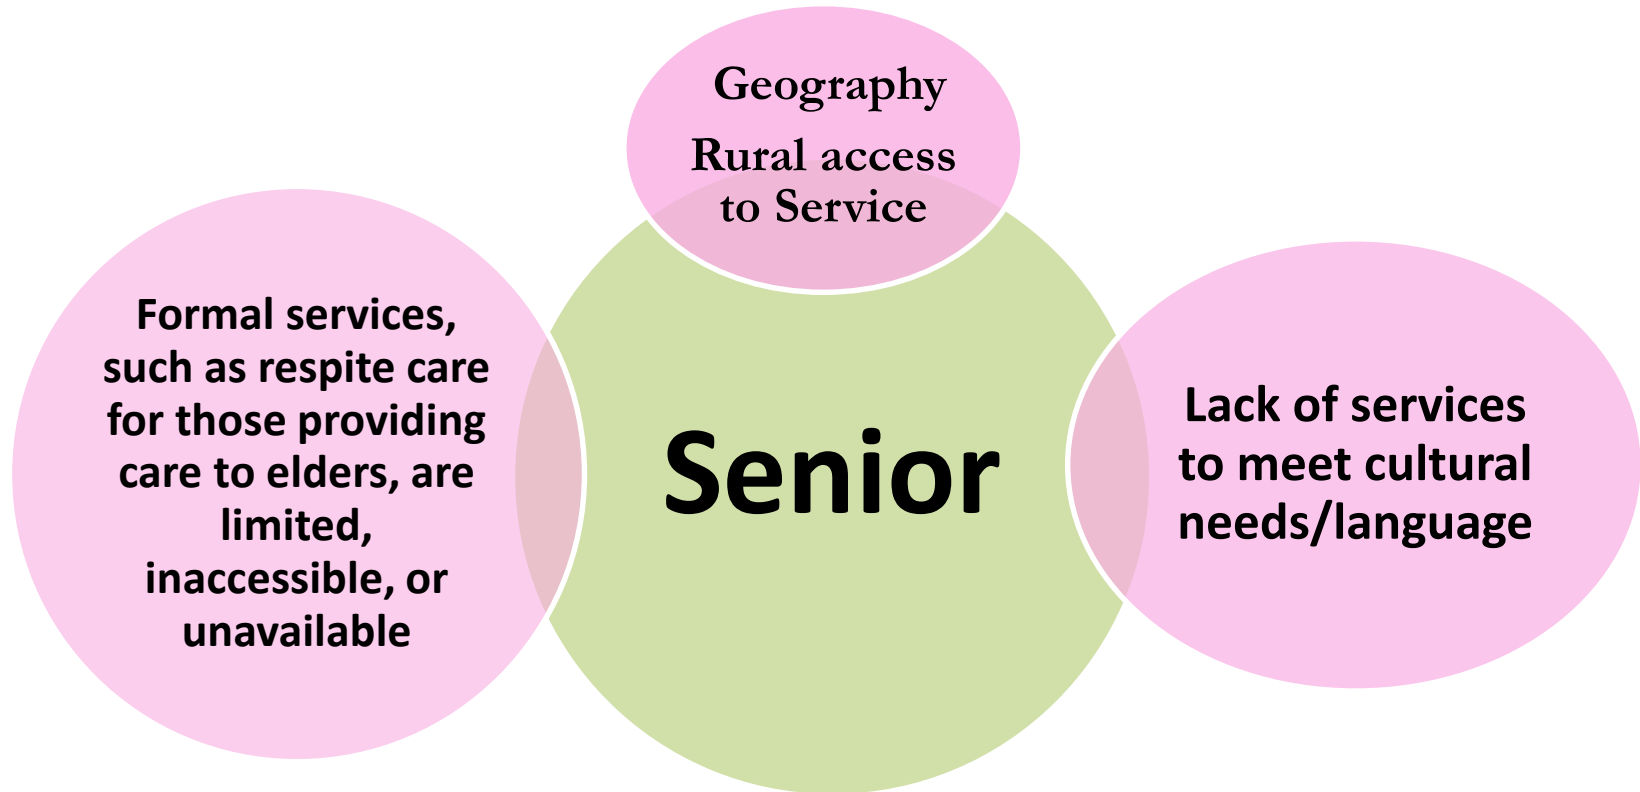 Geography
Rural access
to Service
Formal services,
such as respite care
for those providing
care to elders, are
limited,
inaccessible, or
unavailable
Senior
Lack of services
to meet cultural
needs/language